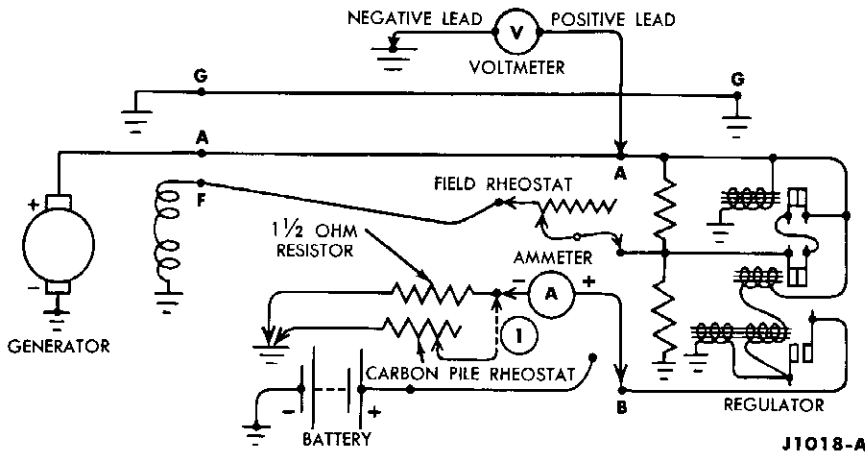 NEGATIVE LEAD
POSITIVE LEAD
V
VOLTMETER
G
G
A
A
F
FIELD RHEOSTAT
+
1½ OHM
RESISTOR
AMMETER
-
A
+
-
1
GENERATOR
CARBON PILE RHEOSTAT
B
REGULATOR
-
+
BATTERY
J1018-A